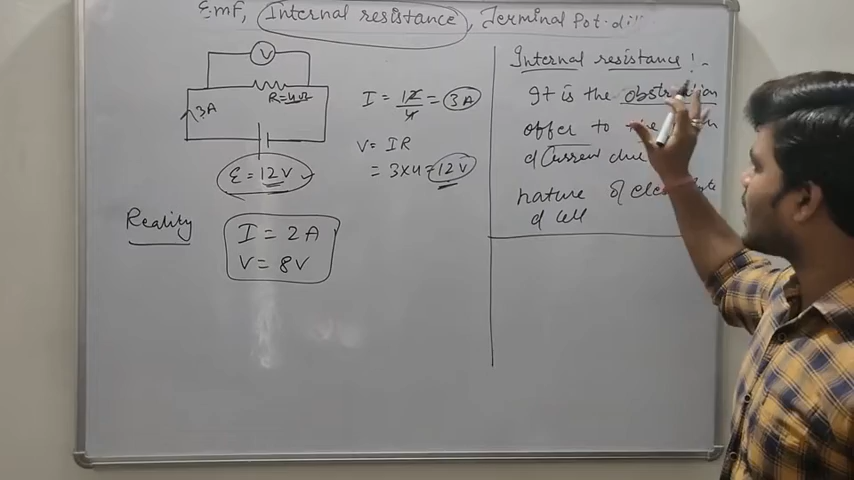 EMF, Internal resistance, Terminal Pot.
V
R=4Ω
3A
ε = 12V
I = 12/4 = 3A
V = IR
= 3×4 = 12V
Reality
I = 2A
V = 8V
Internal resistance :-
It is the
offer to
of Current due
nature of
of cell